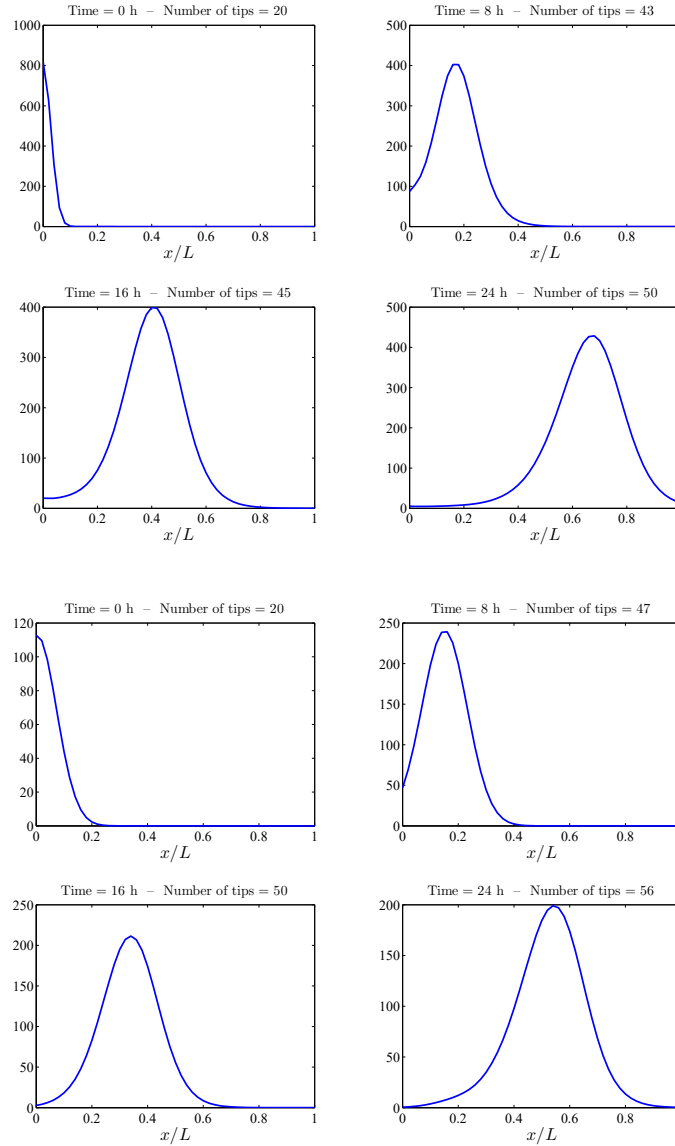 Time = 0 h – Number of tips = 20
1000
800
600
400
200
0
0 0.2 0.4 0.6 0.8 1
x/L
Time = 8 h – Number of tips = 43
500
400
300
200
100
0
0 0.2 0.4 0.6 0.8
x/L
Time = 16 h – Number of tips = 45
400
300
200
100
0
0 0.2 0.4 0.6 0.8 1
x/L
Time = 24 h – Number of tips = 50
500
400
300
200
100
0
0 0.2 0.4 0.6 0.8
x/L
Time = 0 h – Number of tips = 20
120
100
80
60
40
20
0
0 0.2 0.4 0.6 0.8 1
x/L
Time = 8 h – Number of tips = 47
250
200
150
100
50
0
0 0.2 0.4 0.6 0.8
x/L
Time = 16 h – Number of tips = 50
250
200
150
100
50
0
0 0.2 0.4 0.6 0.8 1
x/L
Time = 24 h – Number of tips = 56
200
150
100
50
0
0 0.2 0.4 0.6 0.8
x/L